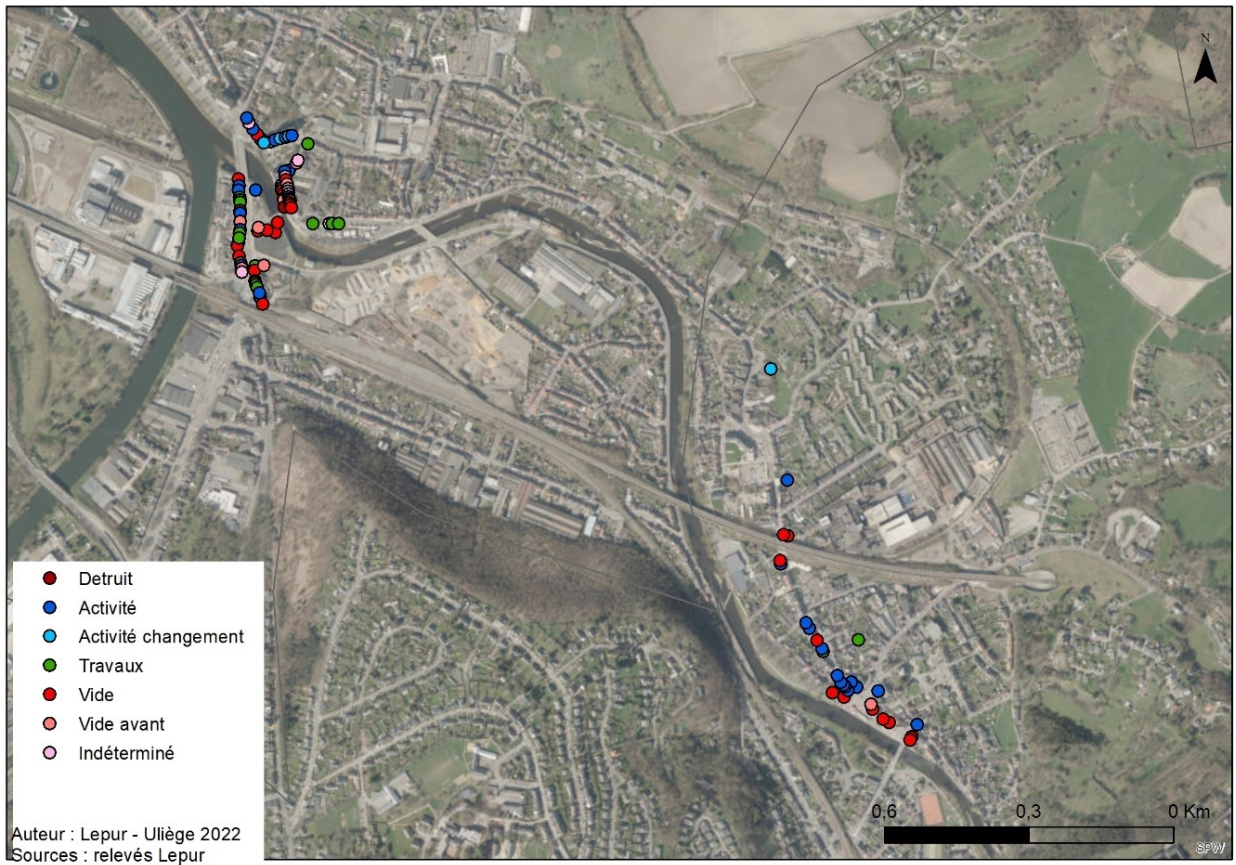 N
Detruit
Activité
Activité changement
Travaux
Vide
Vide avant
Indéterminé
Auteur : Lepur - Uliège 2022
Sources : relevés Lepur
0,6 0,3 0 Km
SPW